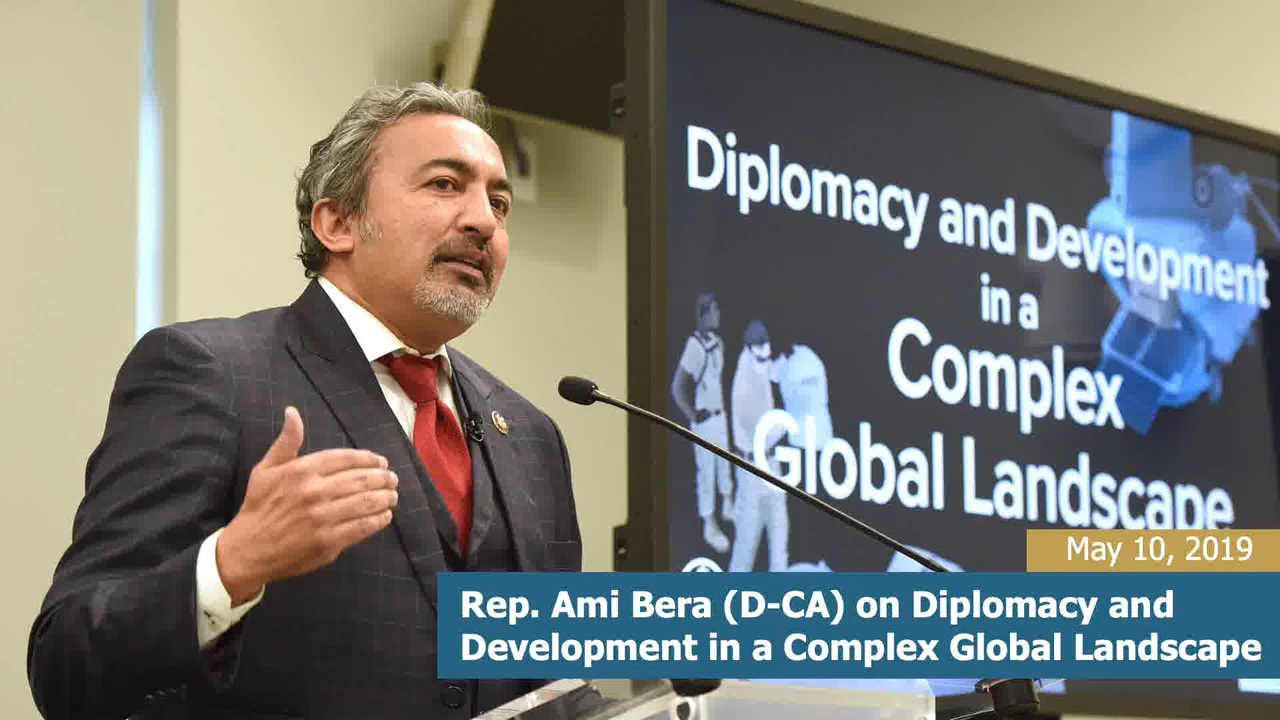 Diplomacy and Development
in a
Complex
Global Landscape
May 10, 2019
Rep. Ami Bera (D-CA) on Diplomacy and
Development in a Complex Global Landscape